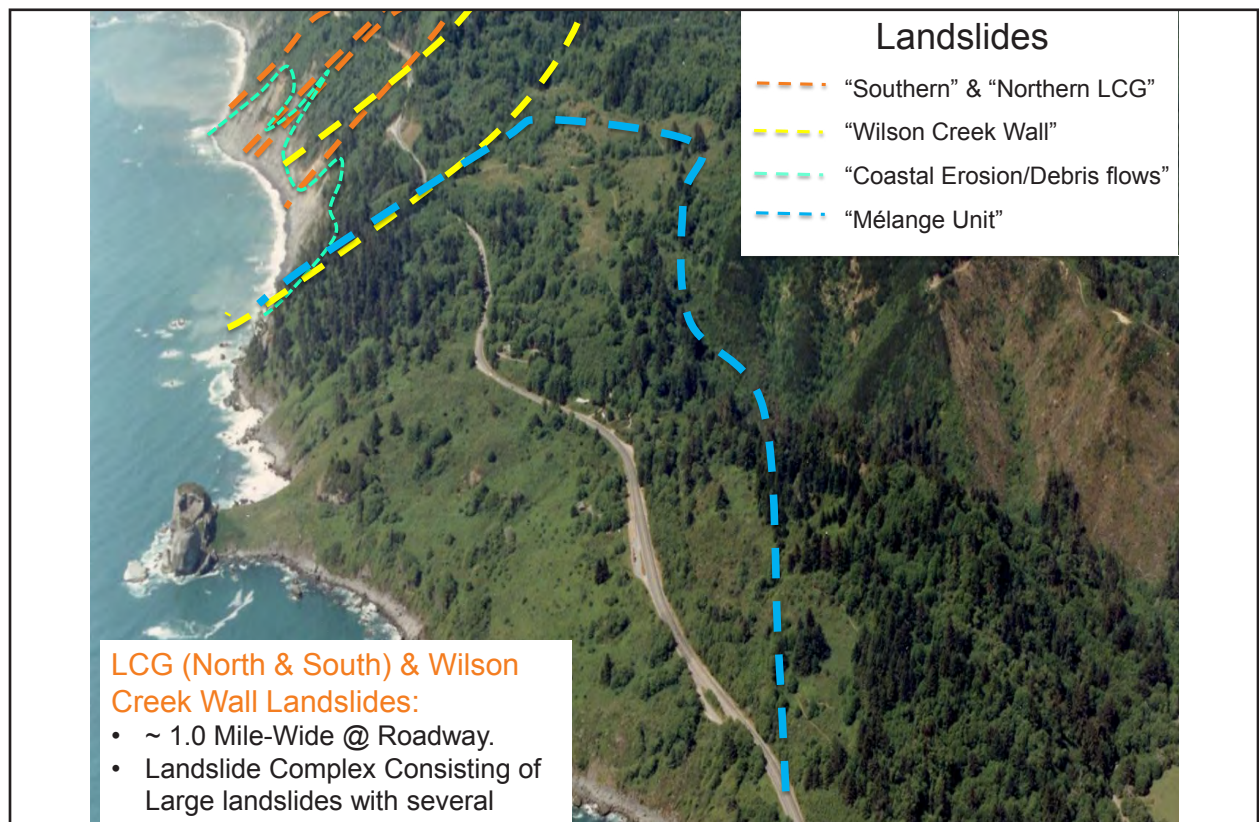 Landslides
“Southern” & “Northern LCG”
“Wilson Creek Wall”
“Coastal Erosion/Debris flows”
“Mélange Unit”
LCG (North & South) & Wilson
Creek Wall Landslides:
• ~ 1.0 Mile-Wide @ Roadway.
• Landslide Complex Consisting of
Large landslides with several